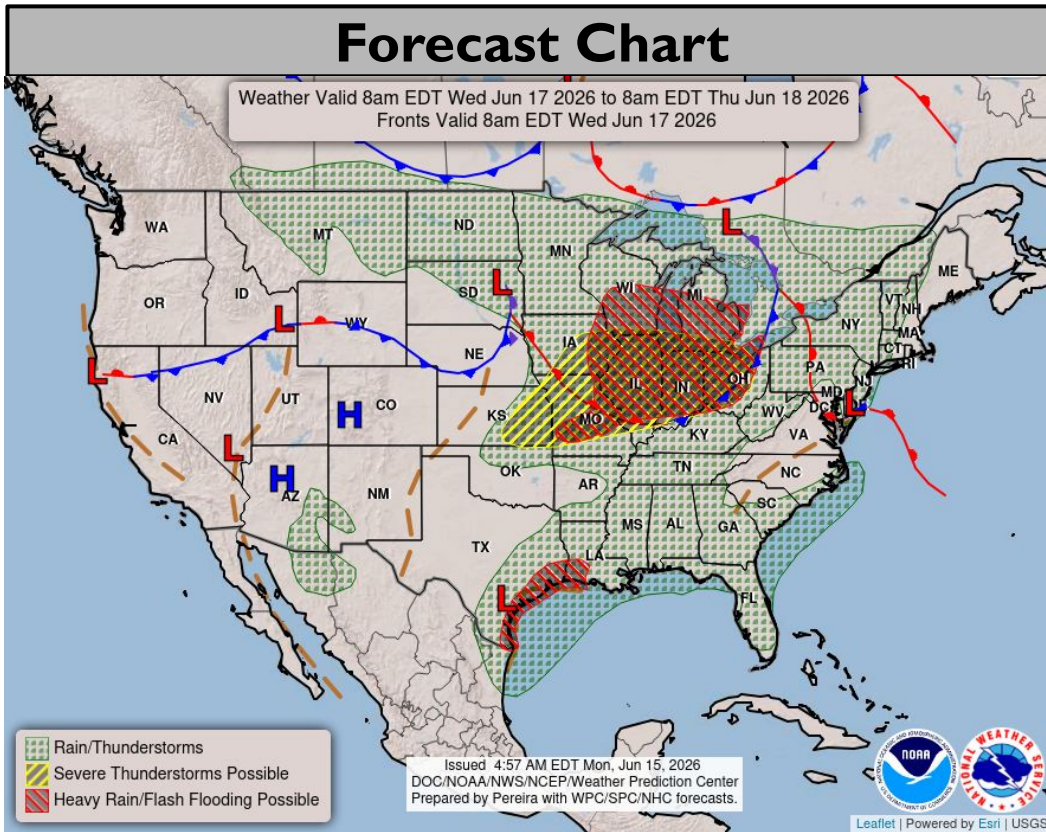 Forecast Chart
Weather Valid 8am EDT Wed Jun 17 2026 to 8am EDT Thu Jun 18 2026
Fronts Valid 8am EDT Wed Jun 17 2026
L
WA
MT
ND
MN
ME
OR
ID
L
SD
WI
MI
VT
NH
L
WY
IA
NY
MA
CT
RI
L
NE
PA
NJ
NV
UT
H
CO
IL
IN
OH
MD
DC
DE
L
CA
KS
MO
WV
VA
KY
L
H
AZ
NM
OK
AR
TN
NC
SC
TX
MS
AL
GA
LA
L
FL
Rain/Thunderstorms
Severe Thunderstorms Possible
Heavy Rain/Flash Flooding Possible
Issued 4:57 AM EDT Mon, Jun 15, 2026
DOC/NOAA/NWS/NCEP/Weather Prediction Center
Prepared by Pereira with WPC/SPC/NHC forecasts.
NOAA
NATIONAL WEATHER SERVICE
Leaflet | Powered by Esri | USGS